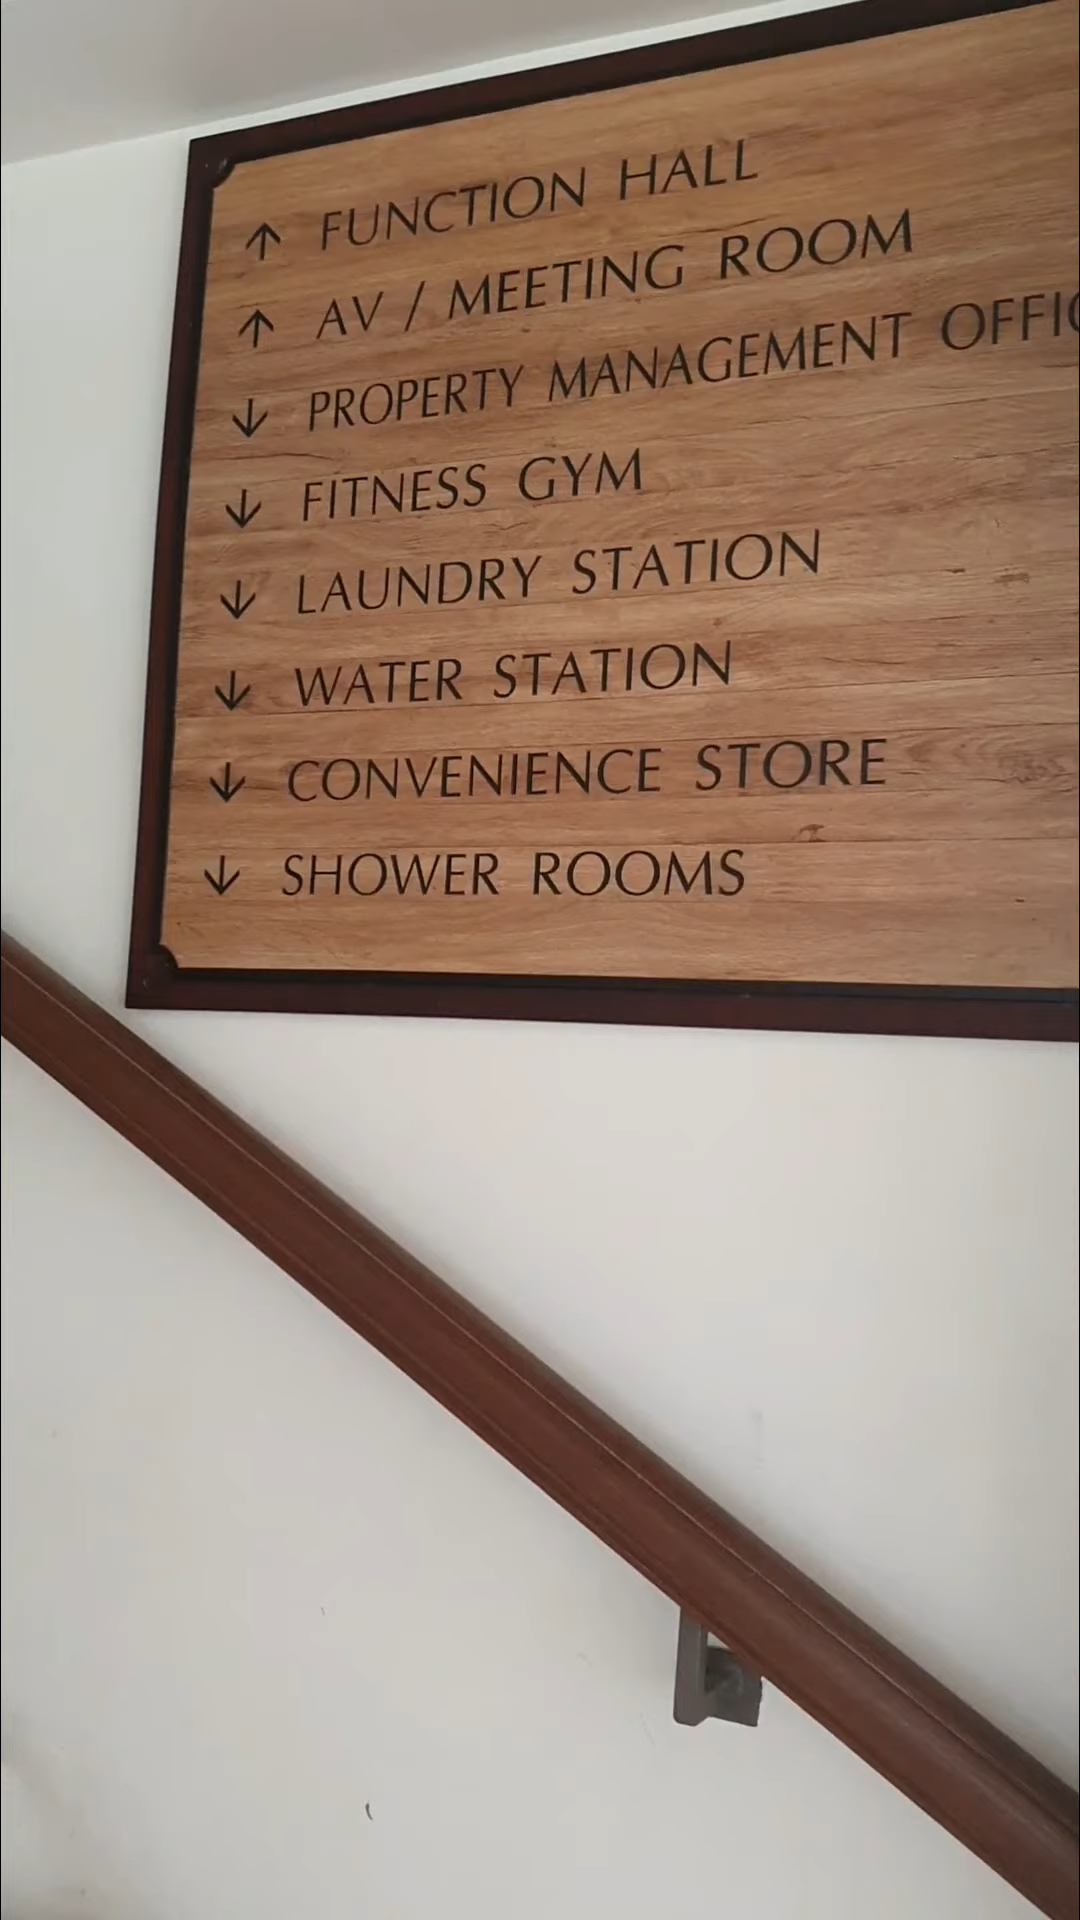 ↑ FUNCTION HALL
↑ AV / MEETING ROOM
↓ PROPERTY MANAGEMENT
↓ FITNESS GYM
↓ LAUNDRY STATION
↓ WATER STATION
↓ CONVENIENCE STORE
↓ SHOWER ROOMS